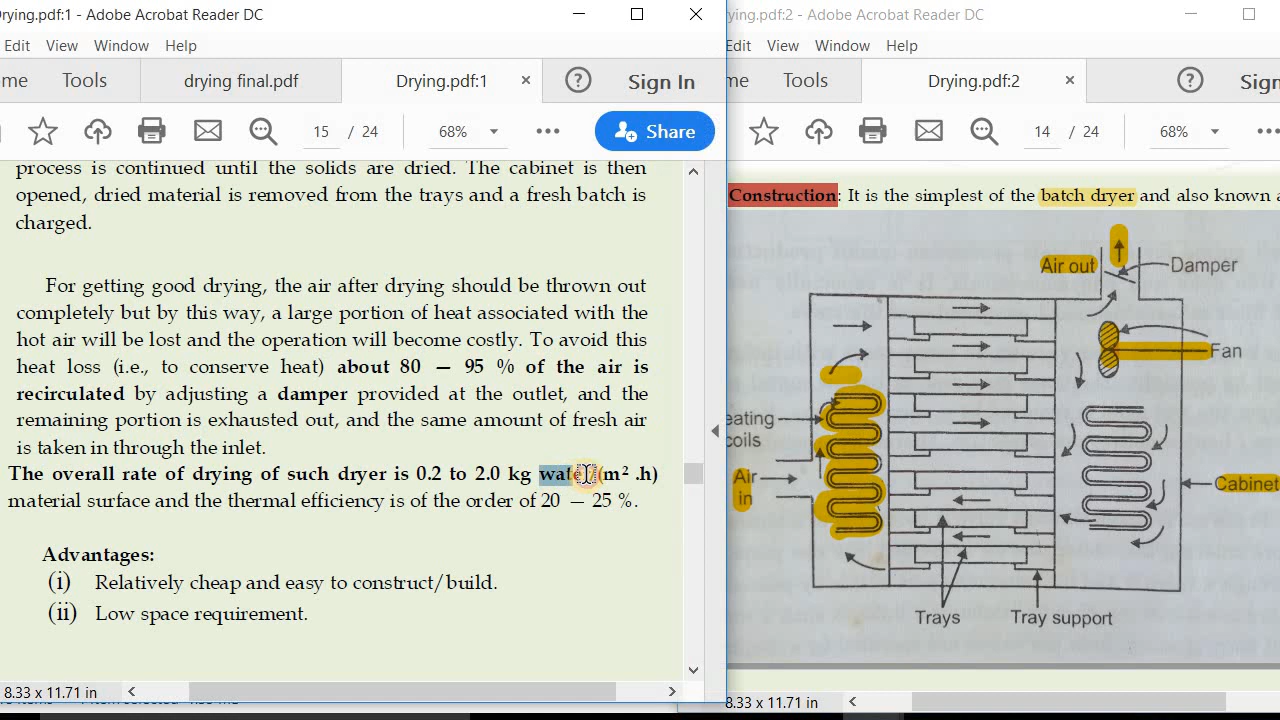 Drying.pdf:1 - Adobe Acrobat Reader DC
Edit View Window Help
Tools
drying final.pdf
Drying.pdf:1
×
?
Sign In
15 / 24
68%
Share
process is continued until the solids are dried. The cabinet is then
opened, dried material is removed from the trays and a fresh batch is
charged.
For getting good drying, the air after drying should be thrown out
completely but by this way, a large portion of heat associated with the
hot air will be lost and the operation will become costly. To avoid this
heat loss (i.e., to conserve heat) about 80 – 95 % of the air is
recirculated by adjusting a damper provided at the outlet, and the
remaining portion is exhausted out, and the same amount of fresh air
is taken in through the inlet.
The overall rate of drying of such dryer is 0.2 to 2.0 kg water/(m² .h)
material surface and the thermal efficiency is of the order of 20 – 25 %.
Advantages:
(i) Relatively cheap and easy to construct/build.
(ii) Low space requirement.
8.33 x 11.71 in
ying.pdf:2 - Adobe Acrobat Reader DC
Edit View Window Help
me
Tools
Drying.pdf:2
×
?
Sign
14 / 24
68%
Construction: It is the simplest of the batch dryer and also known a
Air out
Damper
Fan
eating
coils
Air
in
Cabinet
Trays
Tray support
8.33 x 11.71 in